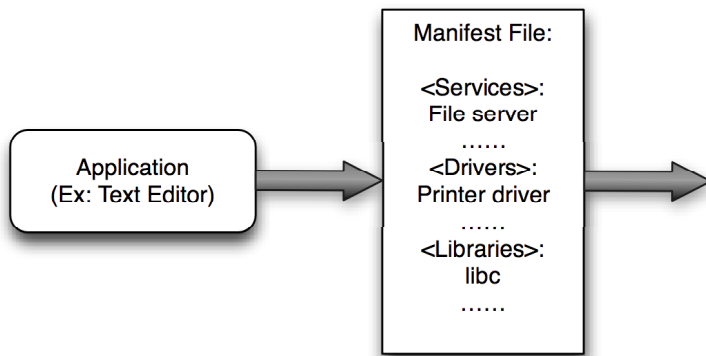 Application
(Ex: Text Editor)
Manifest File:
<Services>:
File server
......
<Drivers>:
Printer driver
......
<Libraries>:
libc
......